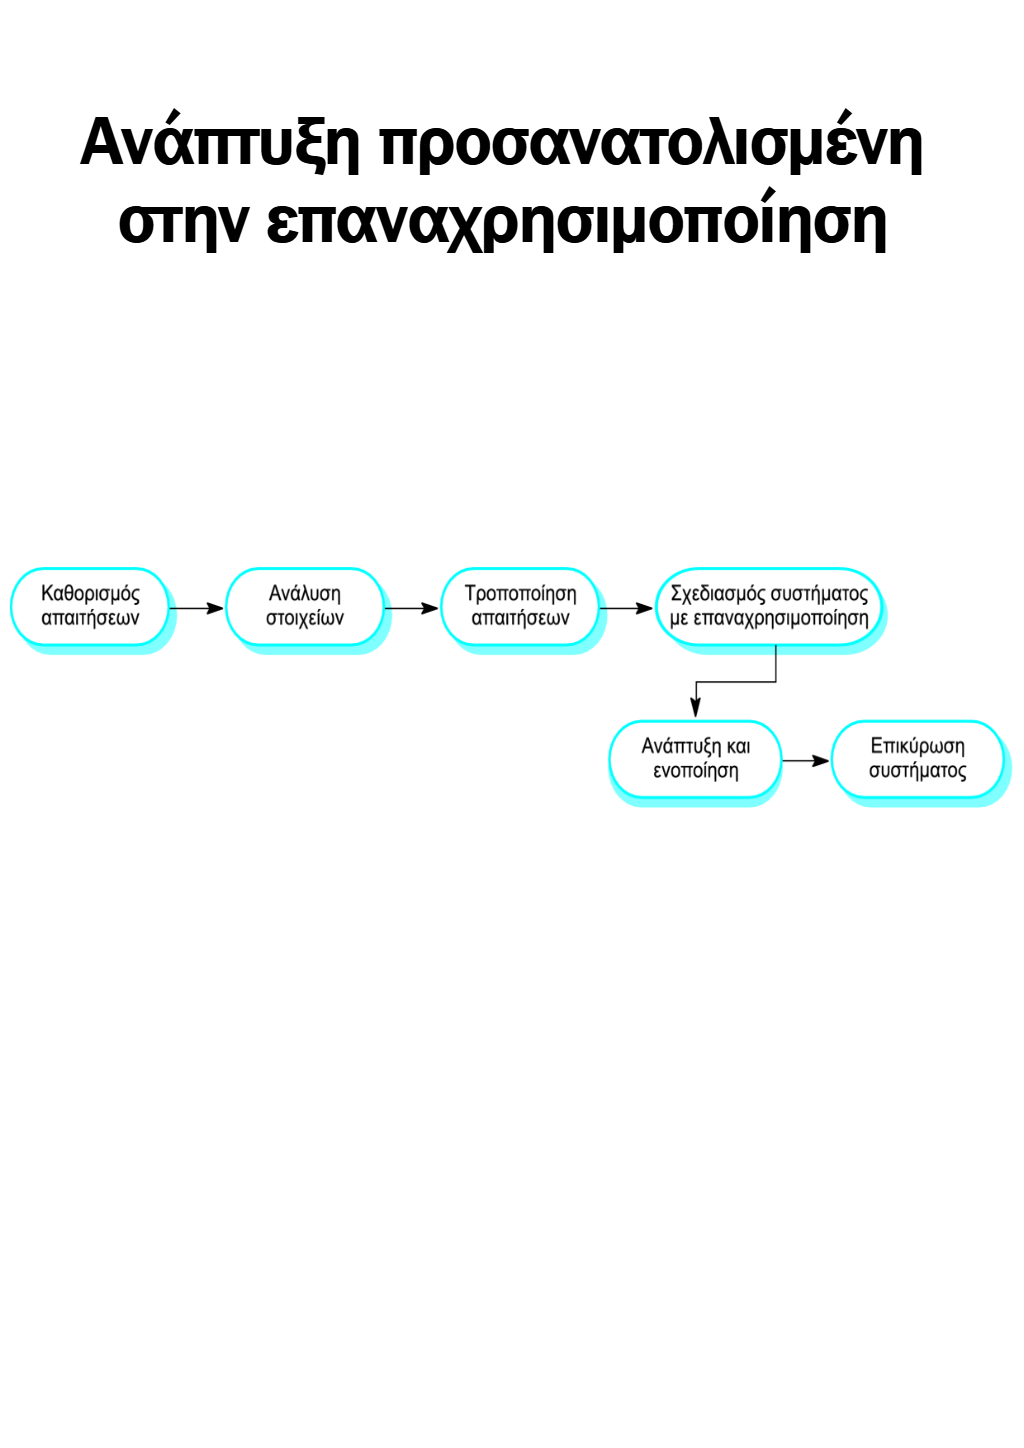 Ανάπτυξη προσανατολισμένη
στην επαναχρησιμοποίηση
Καθορισμός
απαιτήσεων
Ανάλυση
στοιχείων
Τροποποίηση
απαιτήσεων
Σχεδιασμός συστήματος
με επαναχρησιμοποίηση
Ανάπτυξη και
ενοποίηση
Επικύρωση
συστήματος